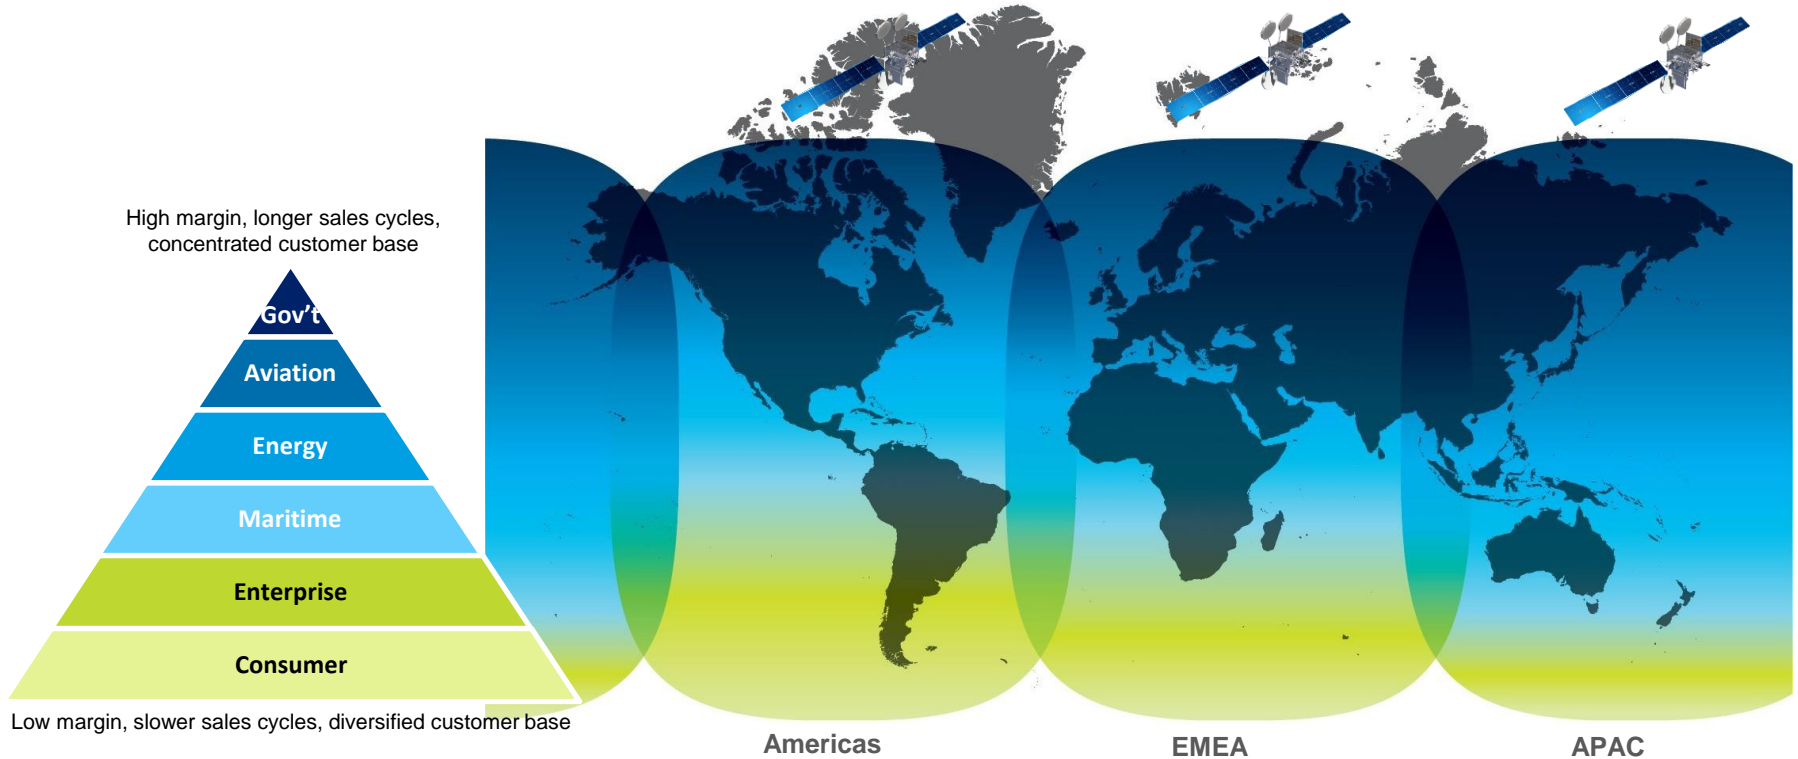 High margin, longer sales cycles,
concentrated customer base
Gov’t
Aviation
Energy
Maritime
Enterprise
Consumer
Low margin, slower sales cycles, diversified customer base
Americas
EMEA
APAC